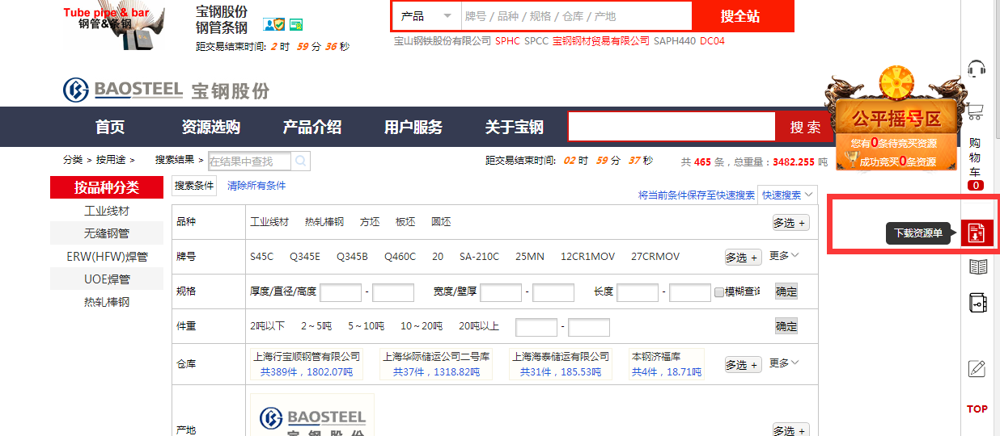 Tube pipe & bar
钢管&条钢
宝钢股份
钢管条钢
距交易结束时间: 2 时 59 分 36 秒
产品 牌号 / 品种 / 规格 / 仓库 / 产地 搜全站
宝山钢铁股份有限公司 SPHC SPCC 宝钢钢材贸易有限公司 SAPH440 DC04
BAOSTEEL 宝钢股份
首页 资源选购 产品介绍 用户服务 关于宝钢 搜 索
公平摇号区
您有0条待竞买资源
成功竞买0条资源
分类 > 按用途 > 搜索结果 > 在结果中查找
距交易结束时间: 02 时 59 分 37 秒 共 465 条，总重量：3482.255 吨
按品种分类
工业线材
无缝钢管
ERW(HFW)焊管
UOE焊管
热轧棒钢
搜索条件 清除所有条件
将当前条件保存至快速搜索 快速搜索
品种 工业线材 热轧棒钢 方坯 板坯 圆坯 多选 +
牌号 S45C Q345E Q345B Q460C 20 SA-210C 25MN 12CR1MOV 27CRMOV 多选 + 更多
规格 厚度/直径/高度 - 宽度/壁厚 - 长度 - 模糊查询 确定
件重 2吨以下 2～5吨 5～10吨 10～20吨 20吨以上 - 确定
仓库 上海行宝顺钢管有限公司 上海华际储运公司二号库 上海海泰储运有限公司 本钢济福库 多选 + 更多
共389件，1802.07吨 共37件，1318.82吨 共31件，185.53吨 共4件，18.71吨
产地 BAOSTEEL 多选 +
宝钢股份
购
物
车
0
下载资源单
TOP